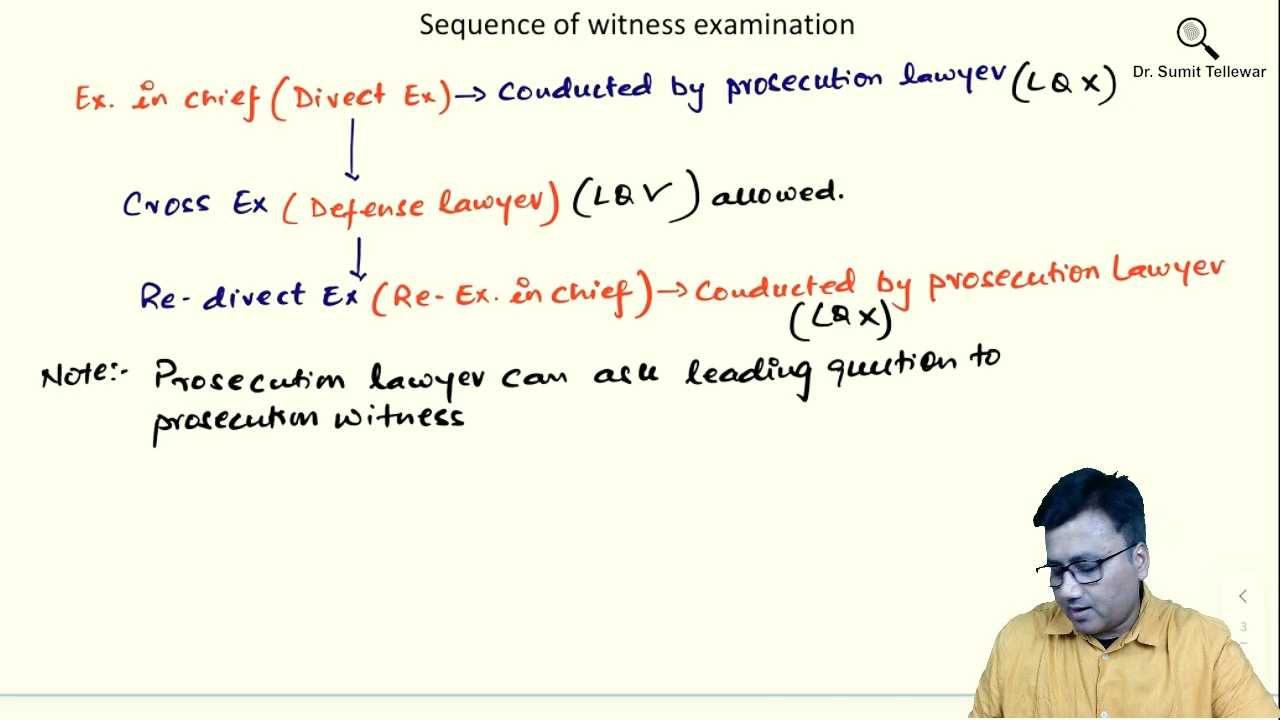 Sequence of witness examination
Dr. Sumit Tellewar
Ex. in chief (Direct Ex) → Conducted by prosecution lawyer (LQ X)
↓
Cross Ex (Defense lawyer) (LQ ✓) allowed.
↓
Re-direct Ex (Re-Ex. in chief) → Conducted by prosecution Lawyer
(LQ X)
Note:- Prosecution lawyer can ask leading question to
prosecution witness
3